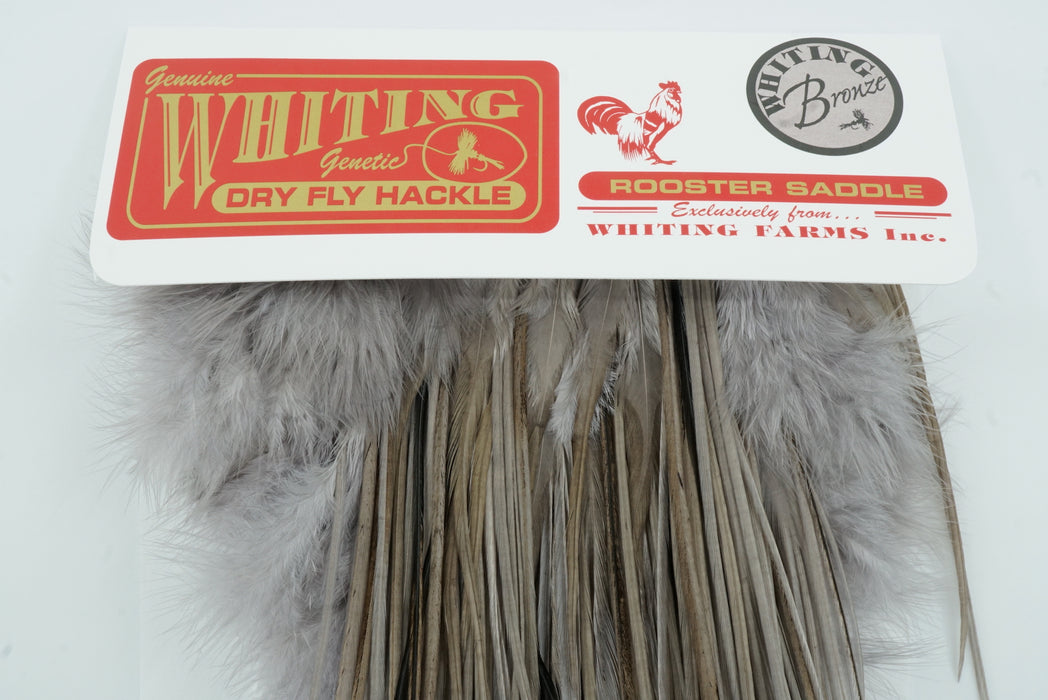 Genuine
WHITING
Genetic
DRY FLY HACKLE
WHITING
Bronze
ROOSTER SADDLE
Exclusively from...
WHITING FARMS Inc.